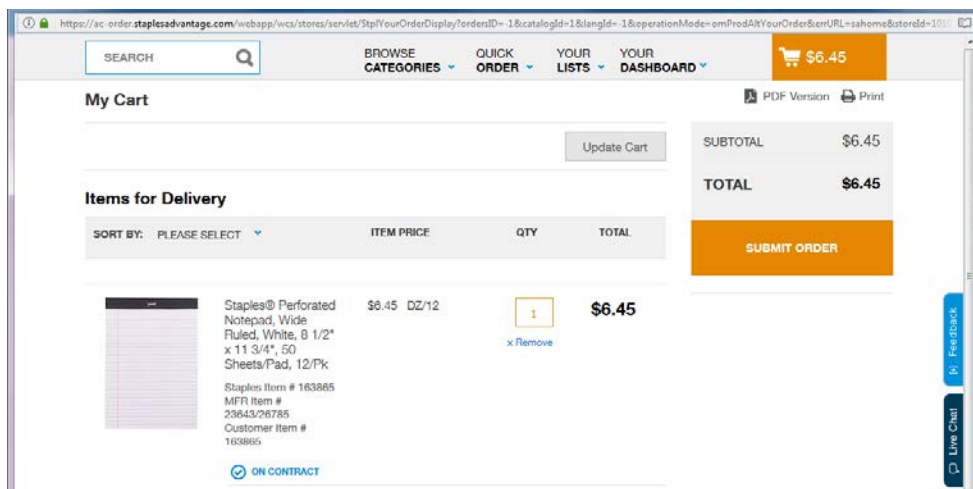 https://ac-order.staplesadvantage.com/webapp/wcs/stores/servlet/StplYourOrderDisplay?ordersID=-1&catalogId=1&langId=-1&operationMode=omProdAltYourOrder&errURL=sahome&storeId=101
SEARCH
BROWSE CATEGORIES
QUICK ORDER
YOUR LISTS
YOUR DASHBOARD
$6.45
My Cart
PDF Version Print
Update Cart
SUBTOTAL $6.45
TOTAL $6.45
SUBMIT ORDER
Items for Delivery
SORT BY: PLEASE SELECT ITEM PRICE QTY TOTAL
Staples® Perforated
Notepad, Wide
Ruled, White, 8 1/2"
x 11 3/4", 50
Sheets/Pad, 12/Pk
$6.45 DZ/12
1
x Remove
$6.45
Staples Item # 163865
MFR Item #
23643/26785
Customer Item #
163865
ON CONTRACT
[+] Feedback
Live Chat